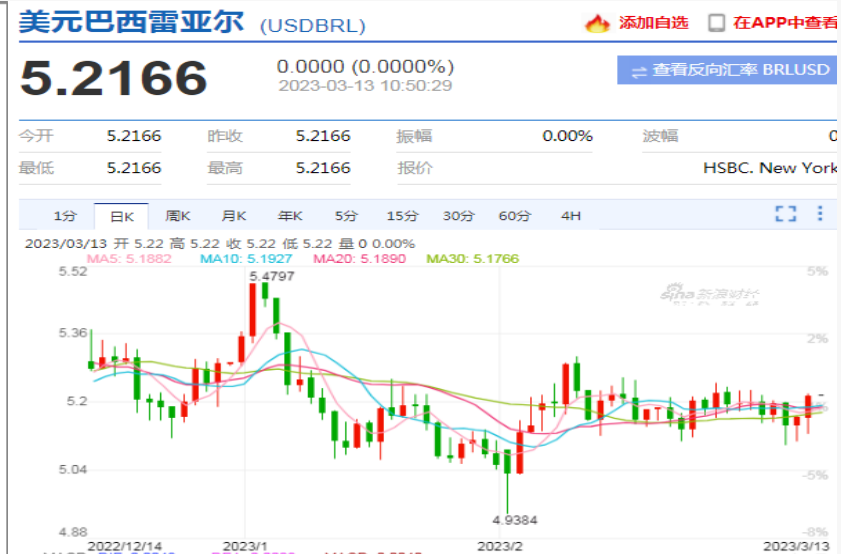 美元巴西雷亚尔 (USDBRL) 添加自选 在APP中查看
5.2166 0.0000 (0.0000%)
2023-03-13 10:50:29
查看反向汇率 BRLUSD
今开 5.2166 昨收 5.2166 振幅 0.00% 波幅 0
最低 5.2166 最高 5.2166 报价 HSBC. New York
1分 日K 周K 月K 年K 5分 15分 30分 60分 4H
2023/03/13 开 5.22 高 5.22 收 5.22 低 5.22 量 0 0.00%
MA5: 5.1882 MA10: 5.1927 MA20: 5.1890 MA30: 5.1766
5.52 5.4797 5%
sina 新浪财经
5.36 2%
5.2
5.04 -5%
4.9384
4.88 -8%
2022/12/14 2023/1 2023/2 2023/3/13